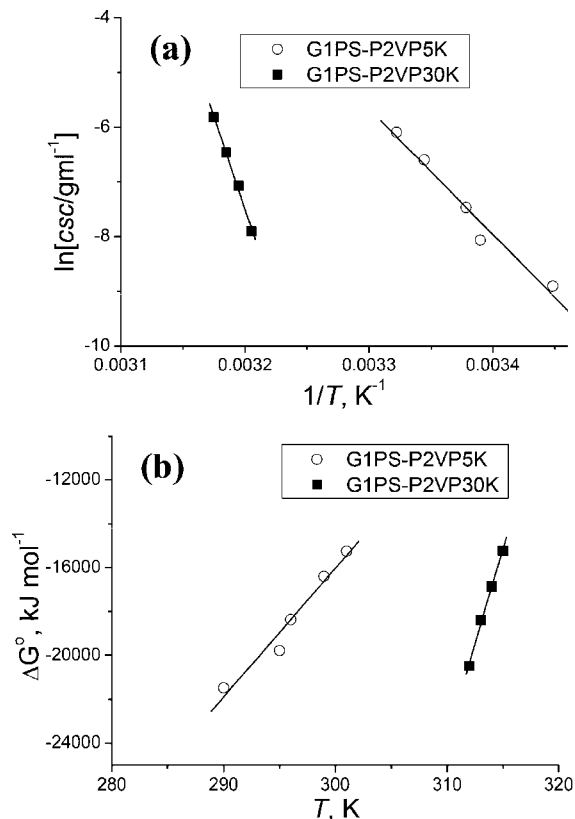 (a)
G1PS-P2VP5K
G1PS-P2VP30K
-4
-6
-8
-10
ln[csc/gml⁻¹]
0.0031
0.0032
0.0033
0.0034
1/T, K⁻¹
(b)
G1PS-P2VP5K
G1PS-P2VP30K
-12000
-16000
-20000
-24000
ΔG°, kJ mol⁻¹
280
290
300
310
320
T, K